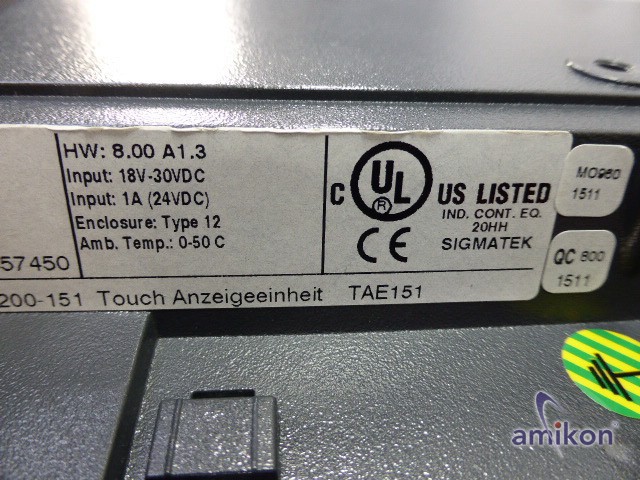 HW: 8.00 A1.3
Input: 18V-30VDC
Input: 1A (24VDC)
Enclosure: Type 12
Amb. Temp.: 0-50 C
57450
C UL ® US LISTED
IND. CONT. EQ.
20HH
CE SIGMATEK
MO960
1511
QC 800
1511
200-151 Touch Anzeigeeinheit TAE151
amikon